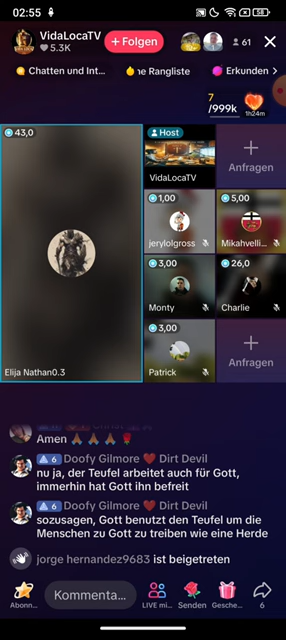 02:55
58
VidaLocaTV
5.3K
+ Folgen
61
Chatten und Int...
ne Rangliste
Erkunden
7
/999k
1h24m
43,0
Host
Anfragen
VidaLocaTV
1,00
5,00
jerylolgross
Mikahvelli...
3,00
26,0
Monty
Charlie
3,00
Anfragen
Elija Nathan0.3
Patrick
Amen
6 Doofy Gilmore ❤️ Dirt Devil
nu ja, der Teufel arbeitet auch für Gott,
immerhin hat Gott ihn befreit
6 Doofy Gilmore ❤️ Dirt Devil
sozusagen, Gott benutzt den Teufel um die
Menschen zu Gott zu treiben wie eine Herde
jorge hernandez9683 ist beigetreten
Kommenta...
Abonn...
LIVE mi...
Senden
Gesche...
6